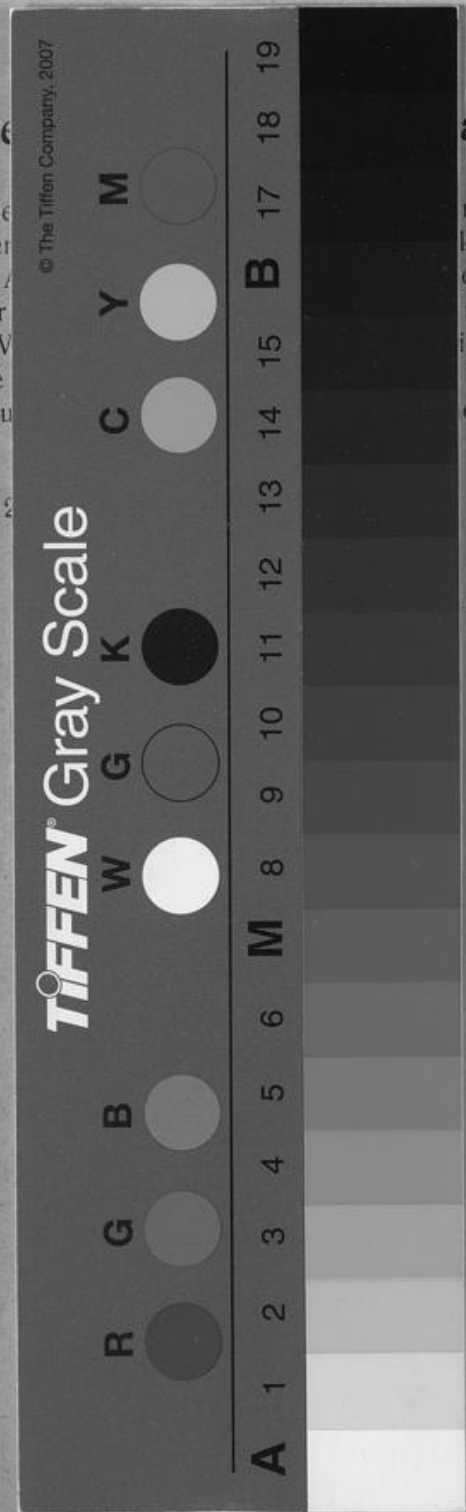 © The Tiffen Company, 2007
TIFFEN® Gray Scale
R G B W G K C Y M
A 1 2 3 4 5 6 M 8 9 10 11 12 13 14 15 B 17 18 19